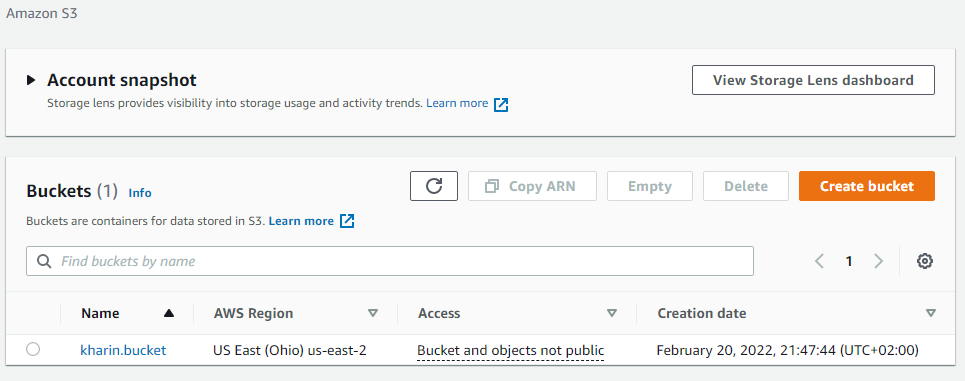 Amazon S3
Account snapshot
View Storage Lens dashboard
Storage lens provides visibility into storage usage and activity trends. Learn more
Buckets (1) Info
Copy ARN
Empty
Delete
Create bucket
Buckets are containers for data stored in S3. Learn more
Find buckets by name
1
Name AWS Region Access Creation date
kharin.bucket US East (Ohio) us-east-2 Bucket and objects not public February 20, 2022, 21:47:44 (UTC+02:00)